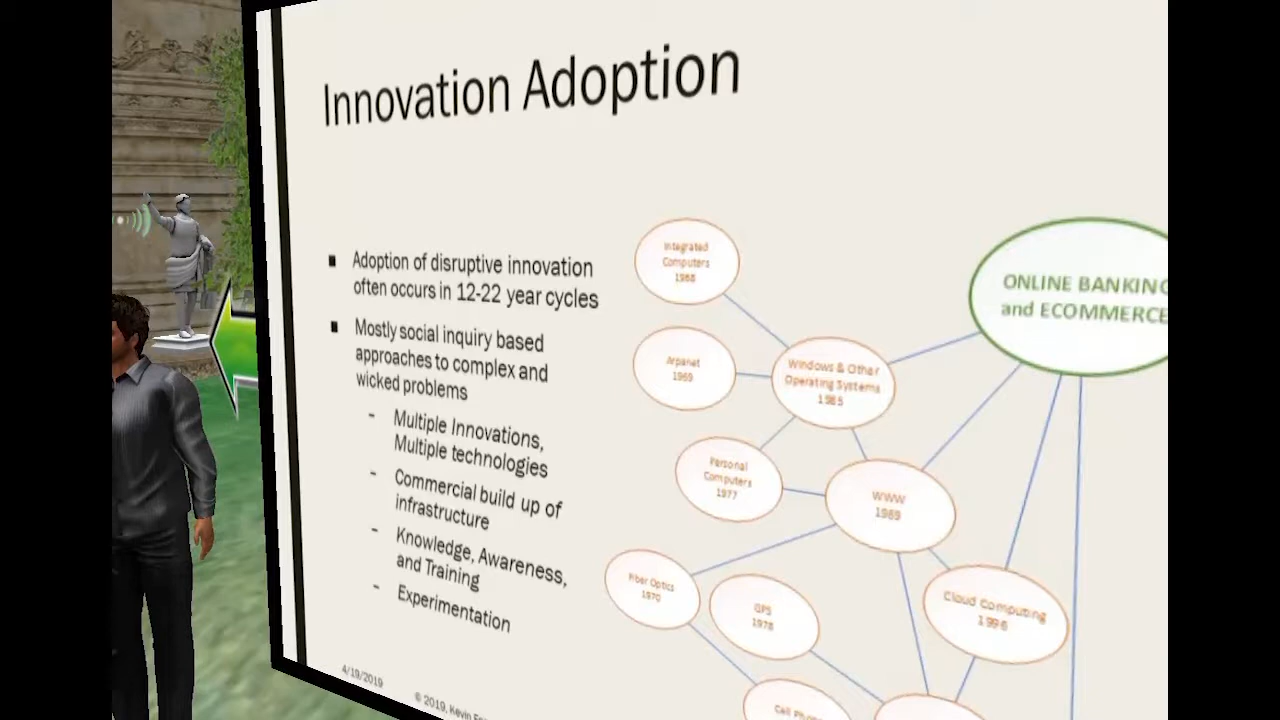 Innovation Adoption
Adoption of disruptive innovation
often occurs in 12-22 year cycles
Mostly social inquiry based
approaches to complex and
wicked problems
- Multiple Innovations,
Multiple technologies
- Commercial build up of
infrastructure
- Knowledge, Awareness,
and Training
- Experimentation
4/19/2019
© 2019, Kevin
Integrated
Computers
1968
Arpanet
1969
Windows & Other
Operating Systems
1985
ONLINE BANKING
and ECOMMERCE
Personal
Computers
1977
WWW
1989
Fiber Optics
1970
GPS
1978
Cloud Computing
1996
Cell